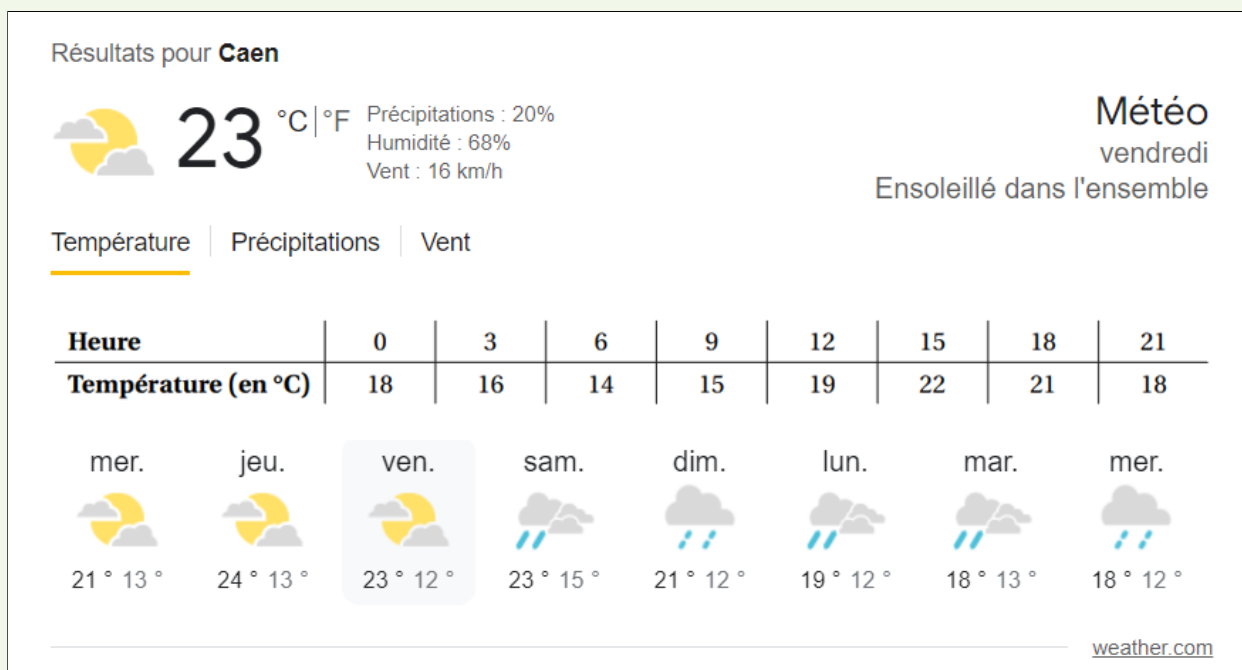 Résultats pour Caen
23 °C|°F
Précipitations : 20%
Humidité : 68%
Vent : 16 km/h
Météo
vendredi
Ensoleillé dans l'ensemble
Température Précipitations Vent
Heure 0 3 6 9 12 15 18 21
Température (en °C) 18 16 14 15 19 22 21 18
mer. jeu. ven. sam. dim. lun. mar. mer.
21 ° 13 ° 24 ° 13 ° 23 ° 12 ° 23 ° 15 ° 21 ° 12 ° 19 ° 12 ° 18 ° 13 ° 18 ° 12 °
weather.com